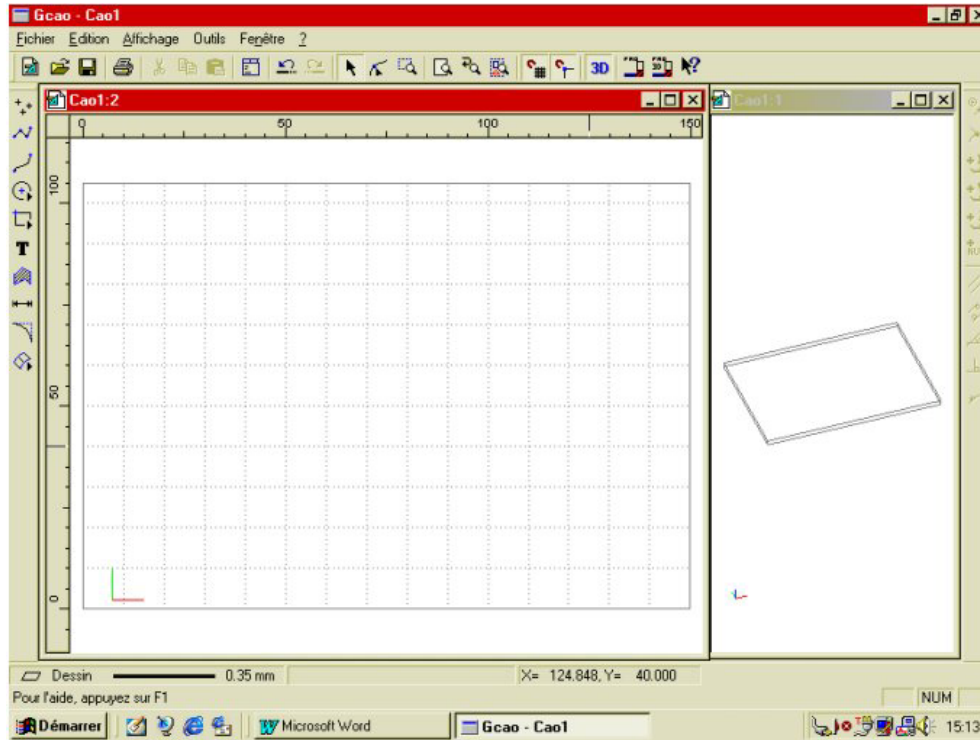 Gcao - Cao1
Fichier Edition Affichage Outils Fenêtre ?
3D
Cao1:2
Cao1:1
0 50 100 150
100
50
0
T
NUM
Dessin 0.35 mm X= 124.848, Y= 40.000
Pour l'aide, appuyez sur F1 NUM
Démarrer Microsoft Word Gcao - Cao1 15:13